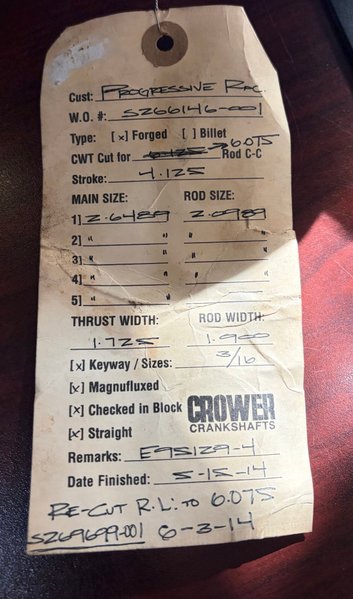 Cust: PROGRESSIVE RAC.
W.O. #: S266146-001
Type: [x] Forged [ ] Billet
CWT Cut for 6.125 → 6.075 Rod C-C
Stroke: 4.125
MAIN SIZE: ROD SIZE:
1] 2.6489 2.0989
2] " " "
3] " " "
4] " " "
5] " "
THRUST WIDTH: ROD WIDTH:
1.725
[x] Keyway / Sizes: 3/16
[x] Magnufluxed
[x] Checked in Block
[x] Straight
CROWER
CRANKSHAFTS
Remarks: E95129-4
Date Finished: 5-15-14
RE-CUT R.L. TO 6.075
S269699-001 6-3-14